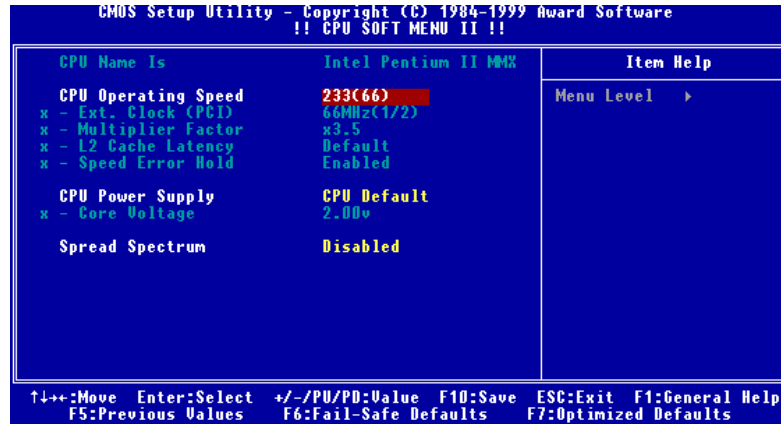 CMOS Setup Utility - Copyright (C) 1984-1999 Award Software
!! CPU SOFT MENU II !!
CPU Name Is Intel Pentium II MMX
Item Help
CPU Operating Speed 233(66)
Menu Level ▸
x - Ext. Clock (PCI) 66MHz(1/2)
x - Multiplier Factor x3.5
x - L2 Cache Latency Default
x - Speed Error Hold Enabled
CPU Power Supply CPU Default
x - Core Voltage 2.00v
Spread Spectrum Disabled
↑↓→←:Move Enter:Select +/-/PU/PD:Value F10:Save ESC:Exit F1:General Help
F5:Previous Values F6:Fail-Safe Defaults F7:Optimized Defaults